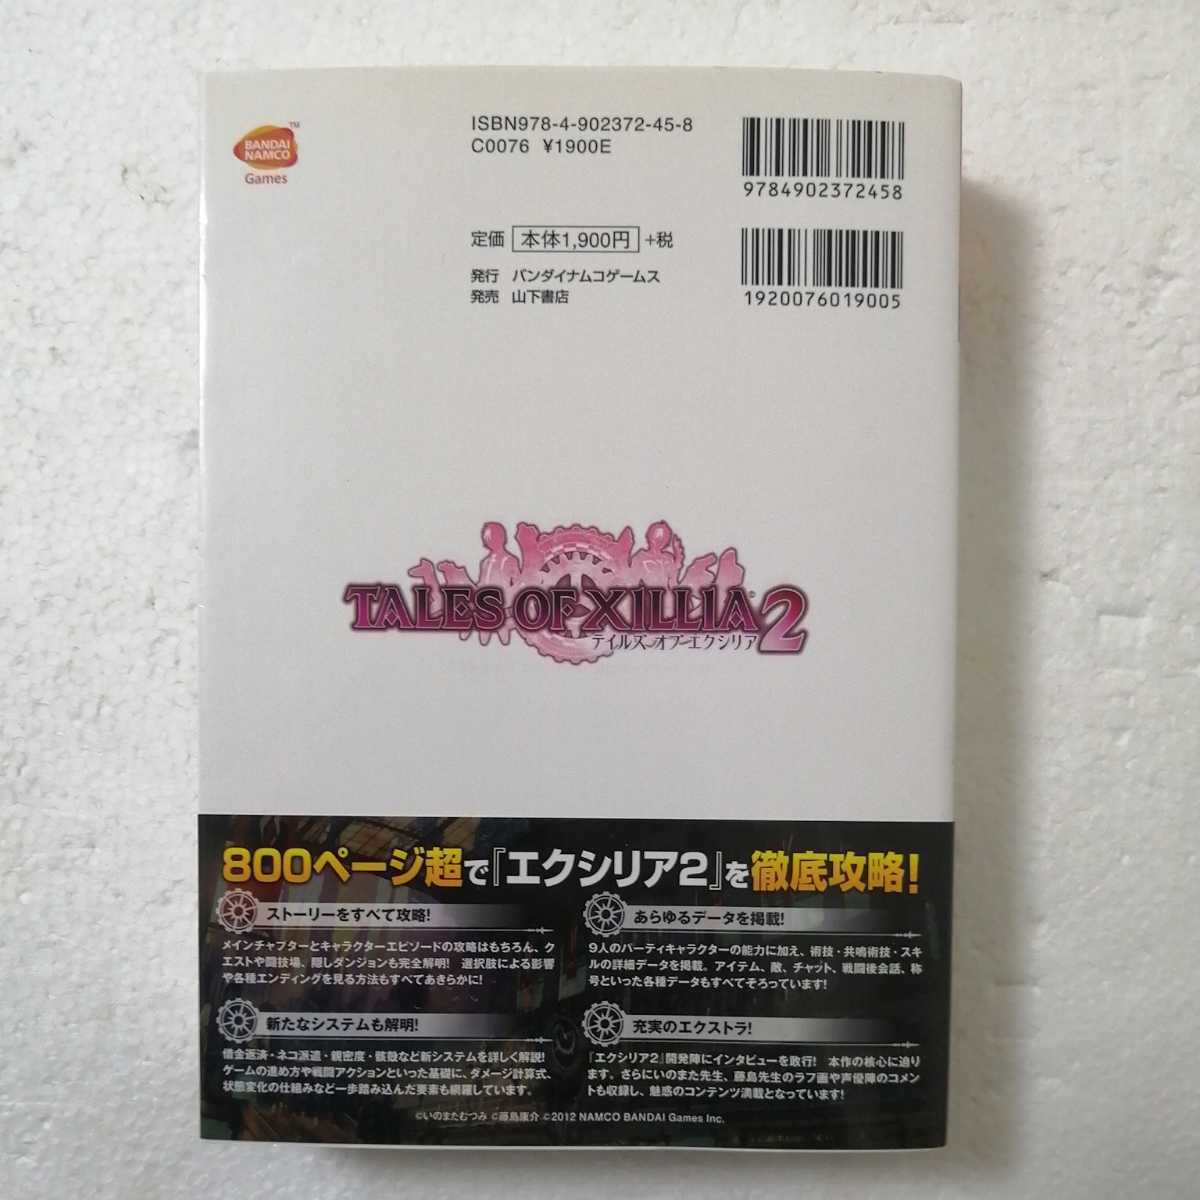 BANDAI
NAMCO
Games
TM
ISBN978-4-902372-45-8
C0076 ¥1900E
9784902372458
定価 本体1,900円 +税
発行 バンダイナムコゲームス
発売 山下書店
1920076019005
TALES OF XILLIA 2
テイルズ オブ エクシリア
800ページ超で『エクシリア2』を徹底攻略!
ストーリーをすべて攻略!
メインチャプターとキャラクターエピソードの攻略はもちろん、ク
エストや闘技場、隠しダンジョンも完全解明! 選択肢による影響
や各種エンディングを見る方法もすべてあきらかに!
あらゆるデータを掲載!
9人のパーティキャラクターの能力に加え、術技・共鳴術技・スキ
ルの詳細データを掲載。アイテム、敵、チャット、戦闘後会話、称
号といった各種データもすべてそろっています!
新たなシステムも解明!
借金返済・ネコ派遣・親密度・骸殻など新システムを詳しく解説!
ゲームの進め方や戦闘アクションといった基礎に、ダメージ計算式、
状態変化の仕組みなど一歩踏み込んだ要素も網羅しています。
充実のエクストラ!
『エクシリア2』開発陣にインタビューを敢行! 本作の核心に迫り
ます。さらにいのまた先生、藤島先生のラフ画や声優陣のコメン
トも収録し、魅惑のコンテンツ満載となっています!
©いのまたむつみ ©藤島康介 ©2012 NAMCO BANDAI Games Inc.